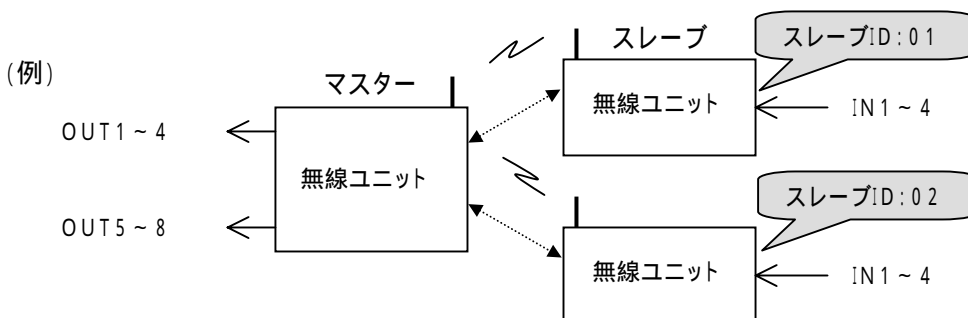 (例)
マスター
OUT1~4
OUT5~8
無線ユニット
スレーブ
スレーブID:01
無線ユニット
IN1~4
スレーブID:02
無線ユニット
IN1~4